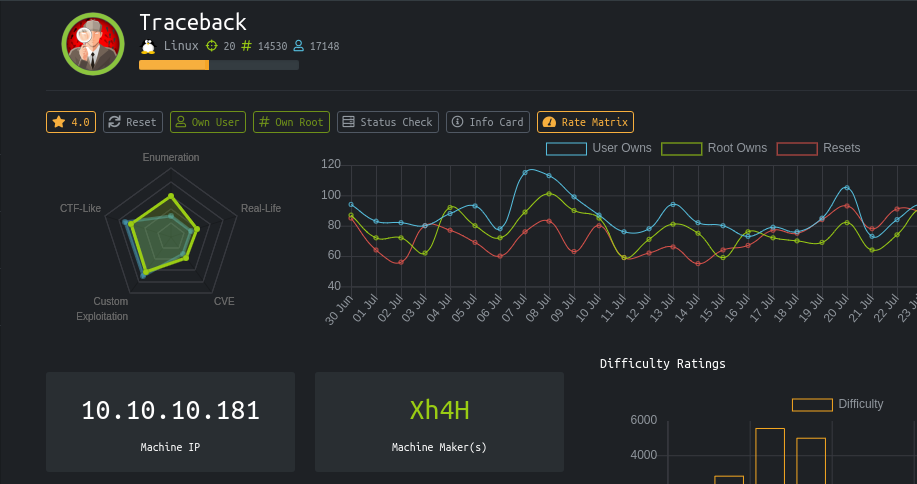 Traceback
Linux 20 14530 17148
4.0 Reset Own User Own Root Status Check Info Card Rate Matrix
Enumeration
CTF-Like
Real-Life
Custom
Exploitation
CVE
User Owns Root Owns Resets
120
100
80
60
40
30 Jun 01 Jul 02 Jul 03 Jul 04 Jul 05 Jul 06 Jul 07 Jul 08 Jul 09 Jul 10 Jul 11 Jul 12 Jul 13 Jul 14 Jul 15 Jul 16 Jul 17 Jul 18 Jul 19 Jul 20 Jul 21 Jul 22 Jul 23
10.10.10.181
Machine IP
Xh4H
Machine Maker(s)
Difficulty Ratings
Difficulty
6000
4000